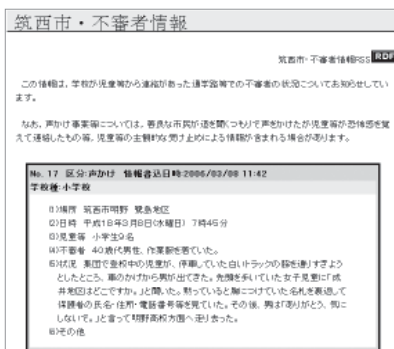 筑西市・不審者情報
筑西市・不審者情報RSS RDF
この情報は、学校が児童等から連絡があった通学路等での不審者の状況についてお知らせしてい
ます。
なお、声かけ事案等については、善良な市民が道を聞くつもりで声をかけたが児童等が恐怖感を覚
えて連絡したもの等、児童等の主観的な受け止めによる情報が含まれる場合があります。
No. 17 区分:声かけ 情報書込日時:2006/03/08 11:42
学校種:小学校
(1)場所 筑西市明野 鷺島地区
(2)日時 平成18年3月8日(水曜日) 7時45分
(3)児童等 小学生9名
(4)不審者 40歳代男性、作業服を着ていた。
(5)状況 集団で登校中の児童が、停車していた白いトラックの脇を通りすぎよう
としたところ、車のかげから男が出てきた。先頭を歩いていた女子児童に「成
井地区はどこですか。」と聞いた。黙っていると胸につけていた名札を裏返して
保護者の氏名・住所・電話番号等を見ていた。その後、男は「ありがとう、気に
しないで。」と言って明野高校方面へ走り去った。
(6)その他